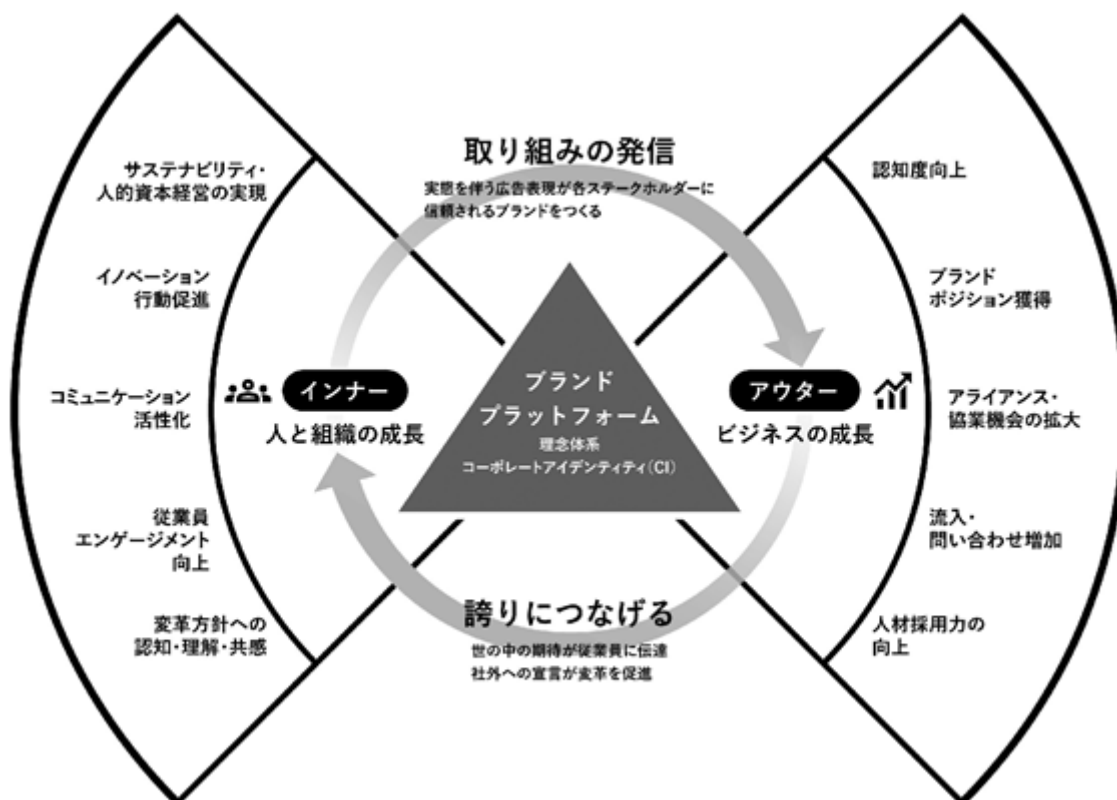 取り組みの発信
実態を伴う広告表現が各ステークホルダーに
信頼されるブランドをつくる
サステナビリティ・
人的資本経営の実現
イノベーション
行動促進
コミュニケーション
活性化
従業員
エンゲージメント
向上
変革方針への
認知・理解・共感
インナー
人と組織の成長
ブランド
プラットフォーム
理念体系
コーポレートアイデンティティ(CI)
アウター
ビジネスの成長
認知度向上
ブランド
ポジション獲得
アライアンス・
協業機会の拡大
流入・
問い合わせ増加
人材採用力の
向上
誇りにつなげる
世の中の期待が従業員に伝達
社外への宣言が変革を促進